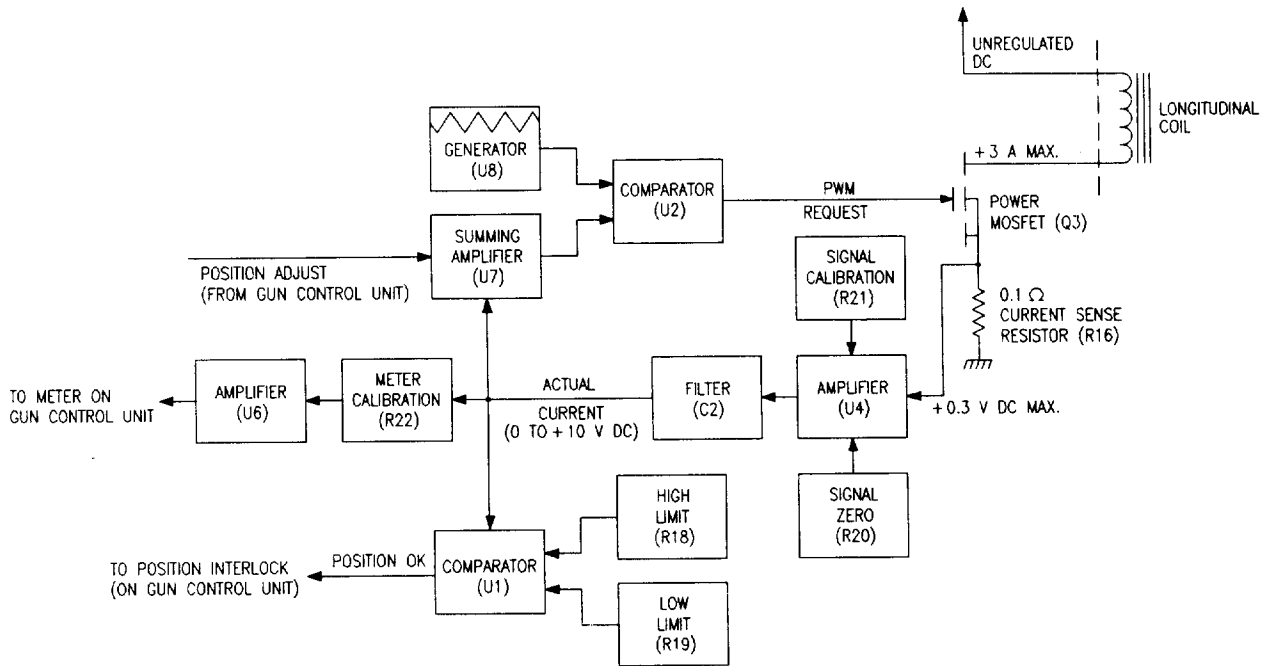 UNREGULATED
DC
LONGITUDINAL
COIL
+3 A MAX.
GENERATOR
(U8)
COMPARATOR
(U2)
PWM
REQUEST
POWER
MOSFET (Q3)
SUMMING
AMPLIFIER
(U7)
POSITION ADJUST
(FROM GUN CONTROL UNIT)
SIGNAL
CALIBRATION
(R21)
0.1 Ω
CURRENT SENSE
RESISTOR (R16)
TO METER ON
GUN CONTROL UNIT
AMPLIFIER
(U6)
METER
CALIBRATION
(R22)
ACTUAL
CURRENT
(0 TO +10 V DC)
FILTER
(C2)
AMPLIFIER
(U4)
+0.3 V DC MAX.
HIGH
LIMIT
(R18)
SIGNAL
ZERO
(R20)
TO POSITION INTERLOCK
(ON GUN CONTROL UNIT)
POSITION OK
COMPARATOR
(U1)
LOW
LIMIT
(R19)